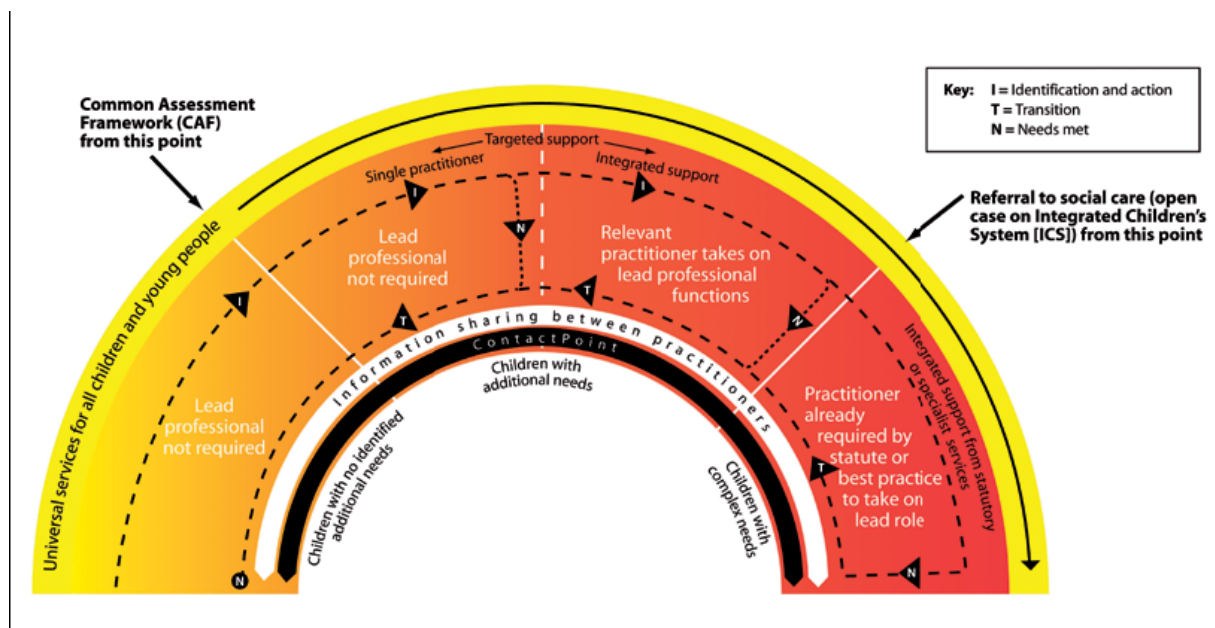 Common Assessment
Framework (CAF)
from this point
Key: I = Identification and action
T = Transition
N = Needs met
Referral to social care (open
case on Integrated Children's
System [ICS]) from this point
Universal services for all children and young people
Targeted support
Single practitioner
Integrated support
I
I
I
N
Lead
professional
not required
Relevant
practitioner takes on
lead professional
functions
T
T
N
Lead
professional
not required
Integrated support from statutory
or specialist services
Practitioner
already
required by
statute or
best practice
to take on
lead role
T
N
N
Information sharing between practitioners
ContactPoint
Children with no identified
additional needs
Children with
additional needs
Children with
complex needs